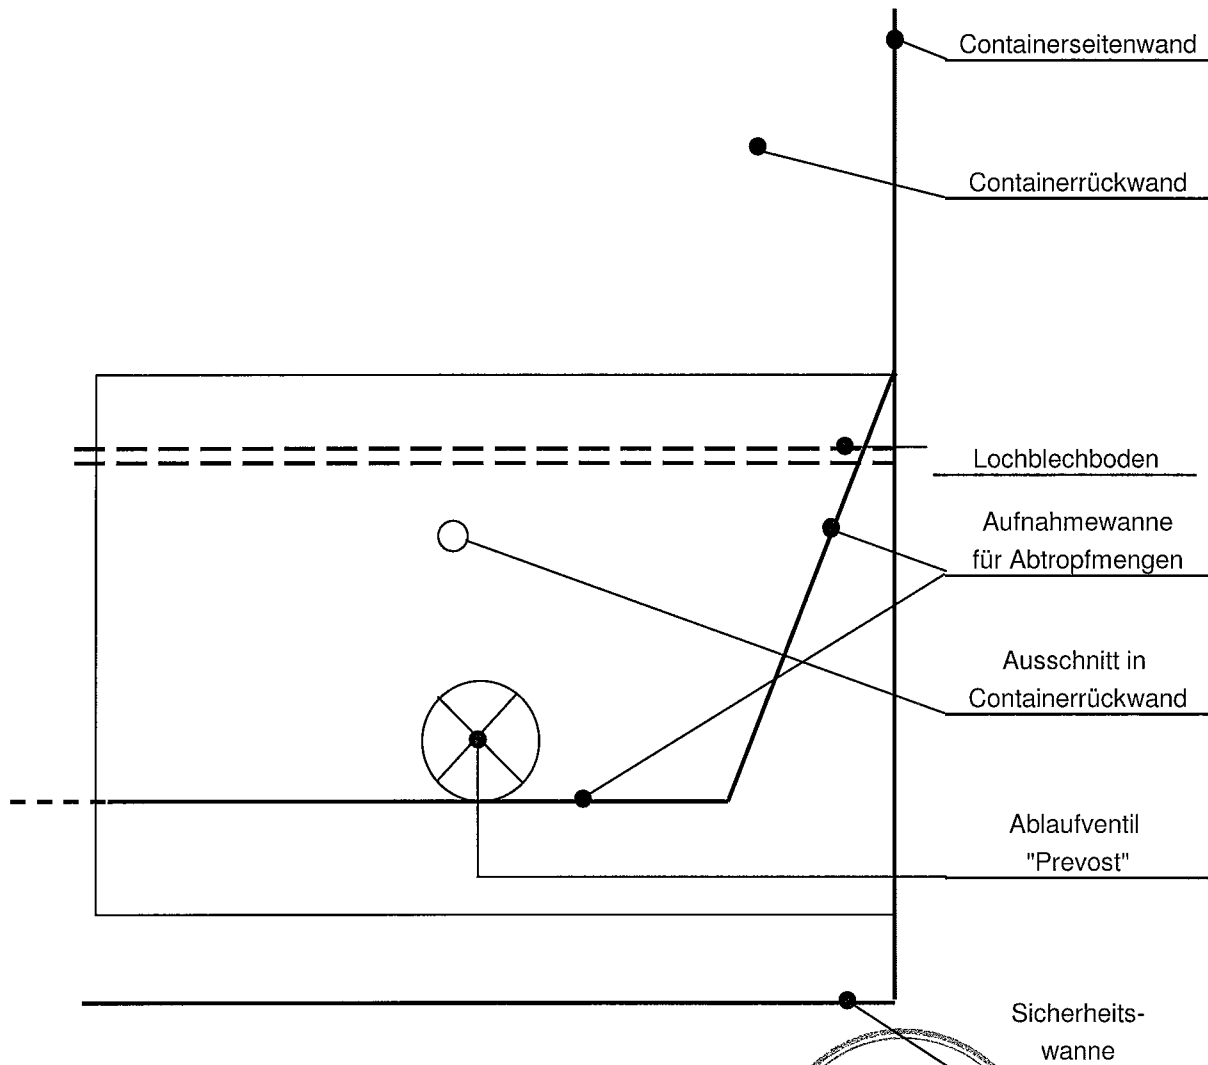 Containerseitenwand
Containerrückwand
Lochblechboden
Aufnahmewanne
für Abtropfmengen
Ausschnitt in
Containerrückwand
Ablaufventil
"Prevost"
Sicherheits-
wanne